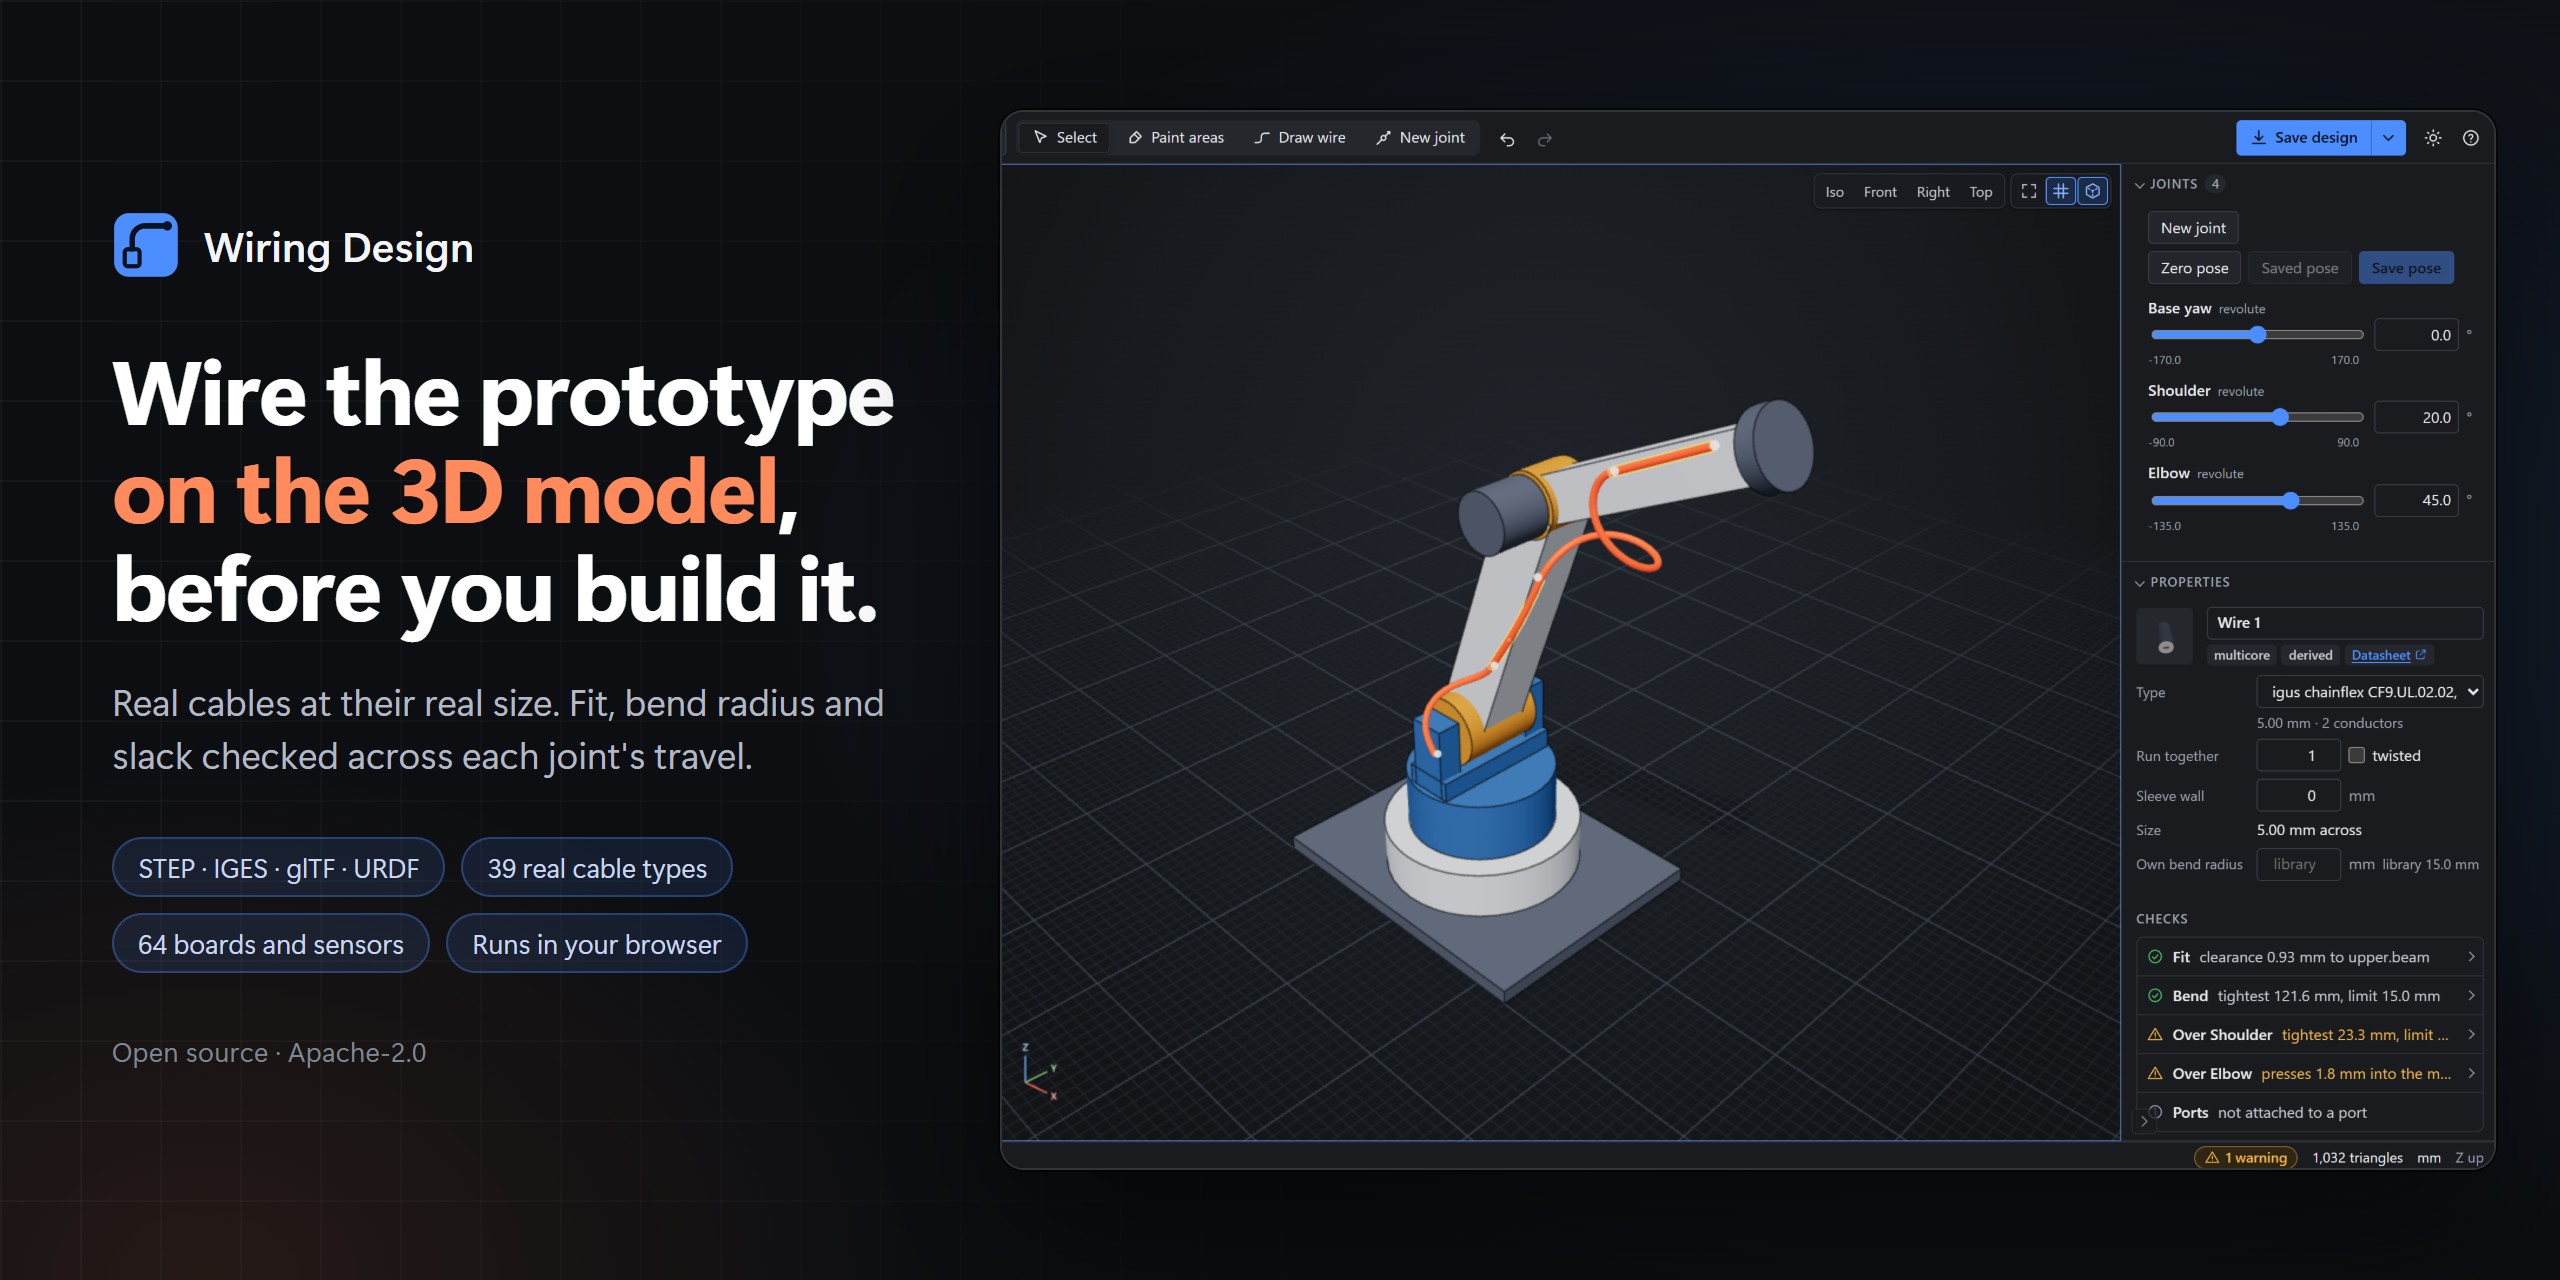 Wiring Design
Wire the prototype
on the 3D model,
before you build it.
Real cables at their real size. Fit, bend radius and
slack checked across each joint's travel.
STEP · IGES · glTF · URDF
39 real cable types
64 boards and sensors
Runs in your browser
Open source · Apache-2.0
Select
Paint areas
Draw wire
New joint
Save design
Iso
Front
Right
Top
JOINTS 4
New joint
Zero pose
Saved pose
Save pose
Base yaw revolute
0.0 °
-170.0
170.0
Shoulder revolute
20.0 °
-90.0
90.0
Elbow revolute
45.0 °
-135.0
135.0
PROPERTIES
Wire 1
multicore
derived
Datasheet
Type
igus chainflex CF9.UL.02.02,
5.00 mm · 2 conductors
Run together
1
twisted
Sleeve wall
0
mm
Size
5.00 mm across
Own bend radius
library
mm library 15.0 mm
CHECKS
Fit clearance 0.93 mm to upper.beam
Bend tightest 121.6 mm, limit 15.0 mm
Over Shoulder tightest 23.3 mm, limit ...
Over Elbow presses 1.8 mm into the m...
Ports not attached to a port
Z
Y
X
1 warning
1,032 triangles
mm
Z up